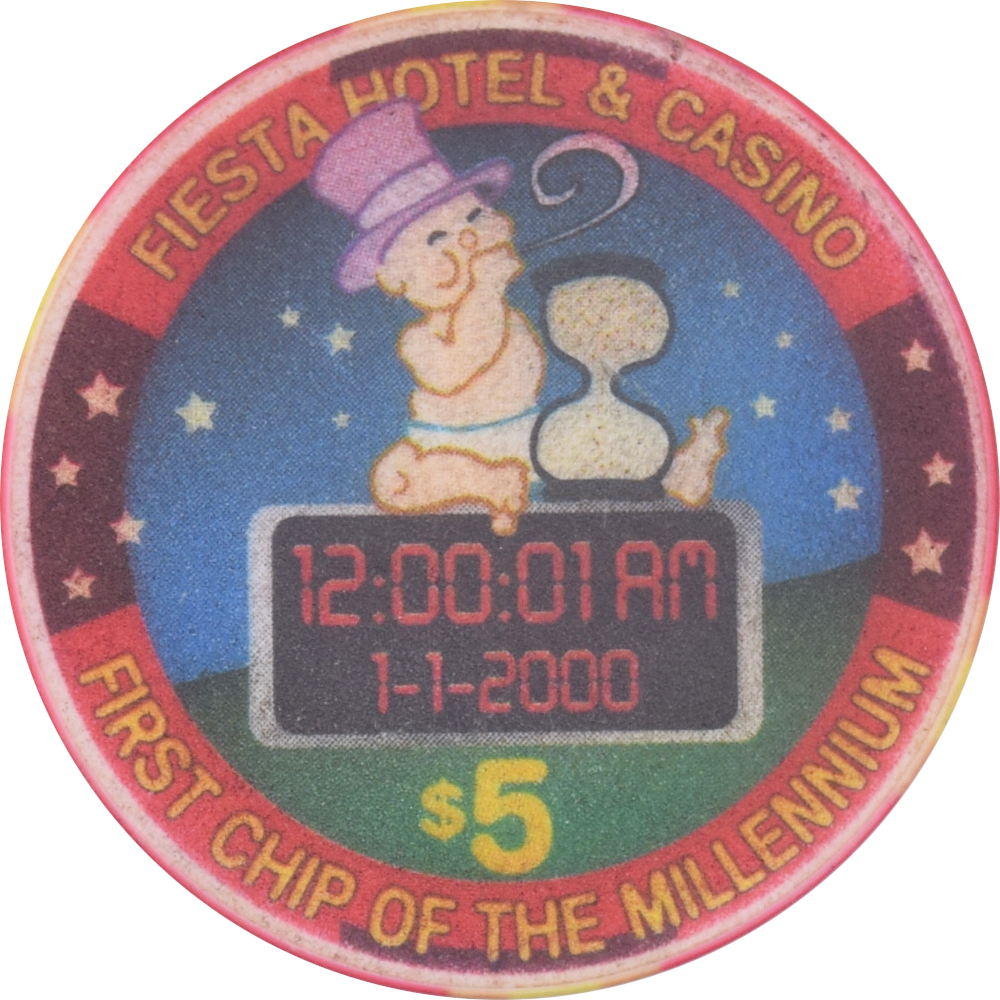 FIESTA HOTEL & CASINO
12:00:01 AM
1-1-2000
$5
FIRST CHIP OF THE MILLENNIUM